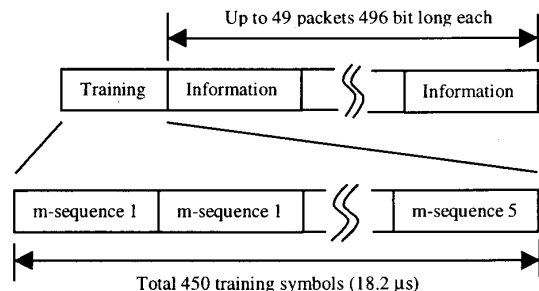 Up to 49 packets 496 bit long each
Training Information Information
m-sequence 1 m-sequence 1 m-sequence 5
Total 450 training symbols (18.2 μs)